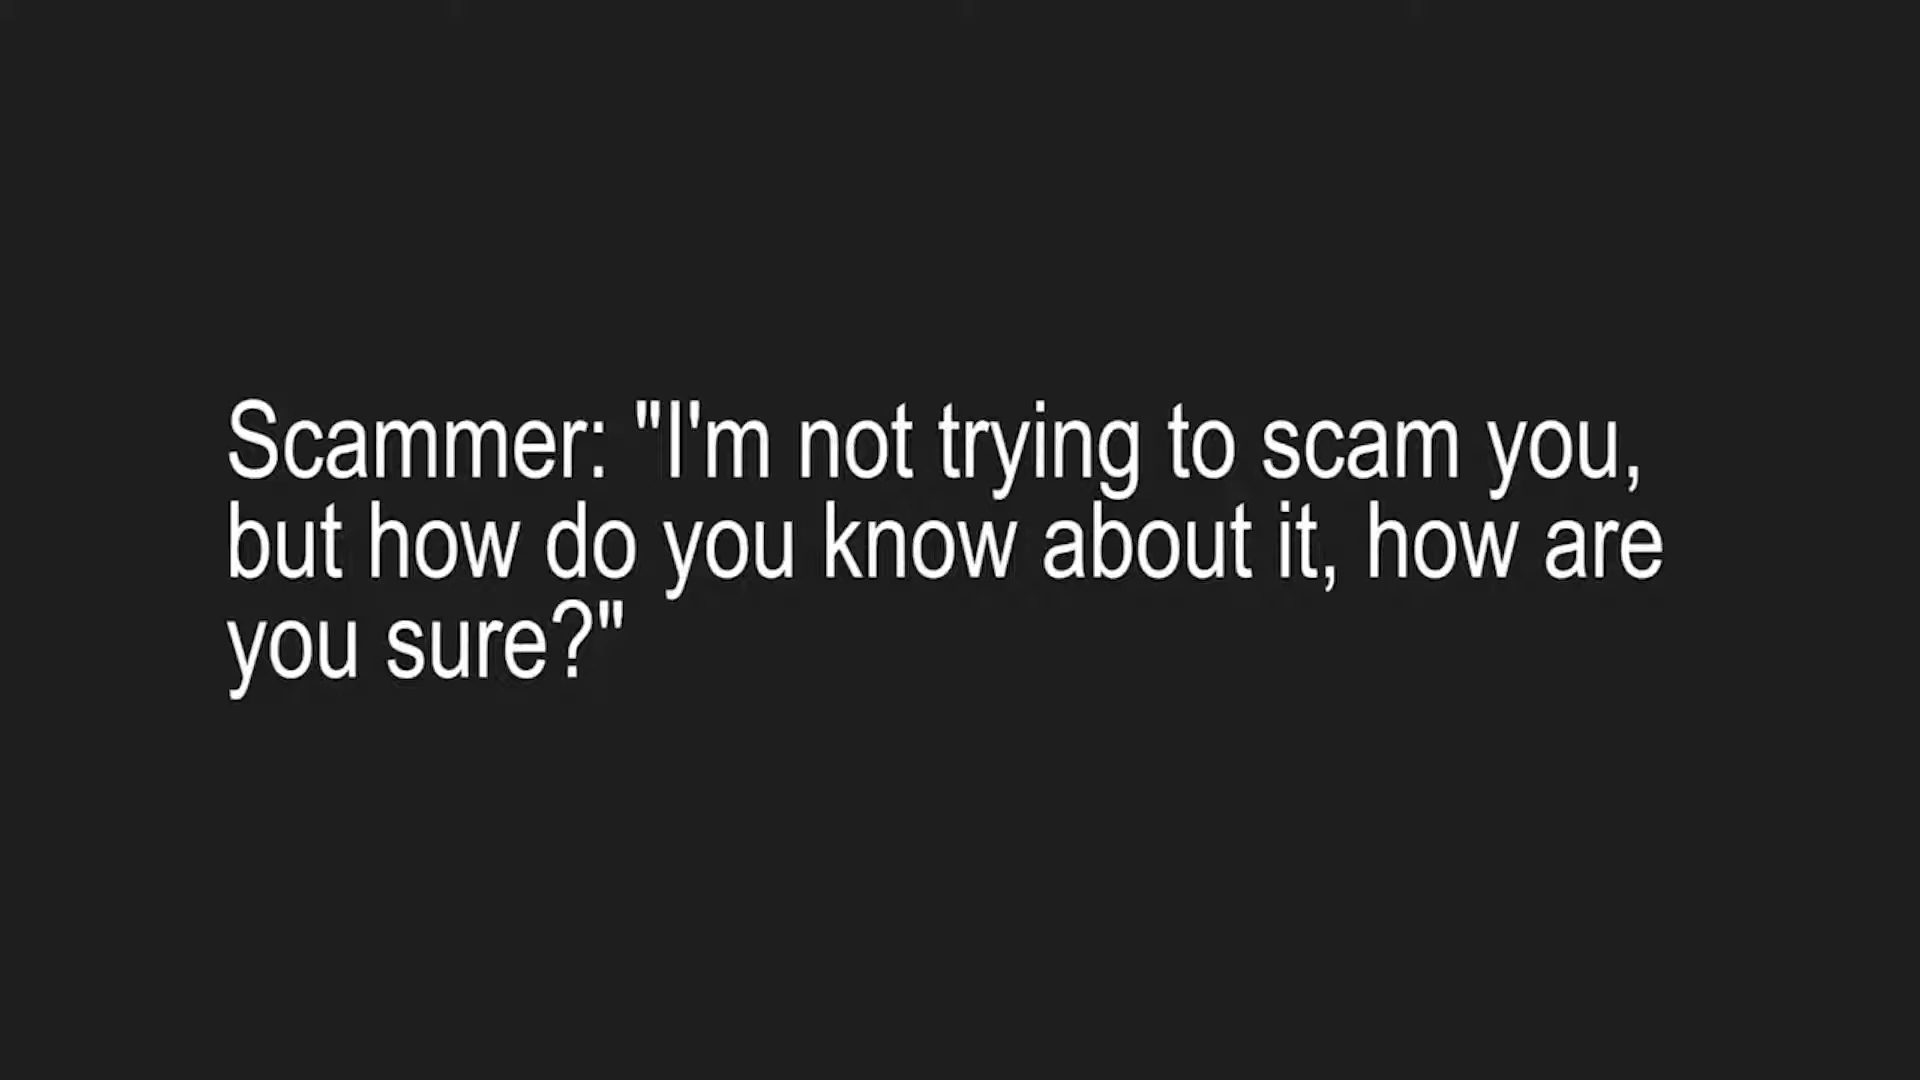 Scammer: "I'm not trying to scam you,
but how do you know about it, how are
you sure?"